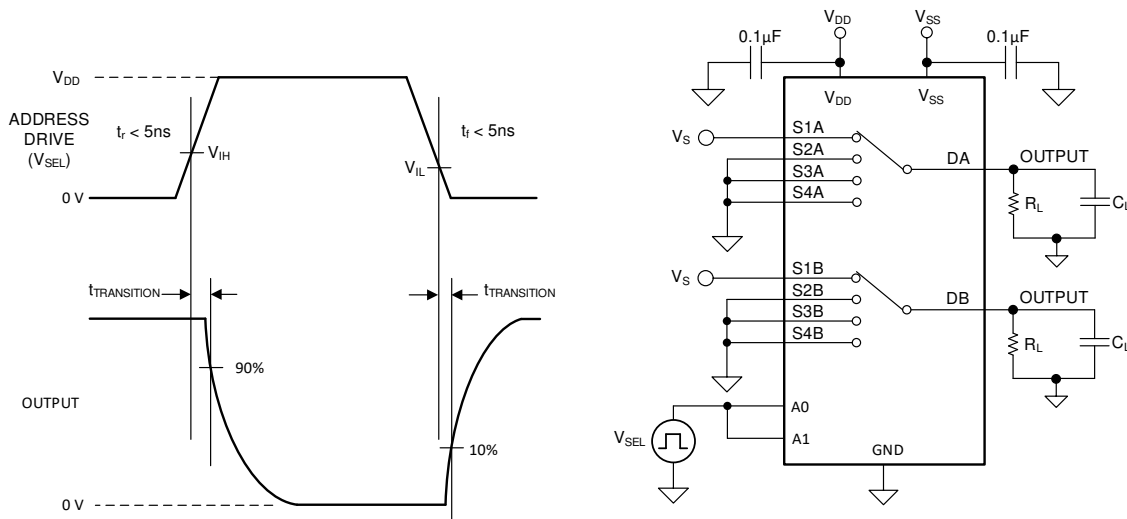 VDD
ADDRESS
DRIVE
(VSEL)
tr < 5ns
VIH
tf < 5ns
VIL
0 V
tTRANSITION
tTRANSITION
90%
OUTPUT
10%
0 V
VDD
VSS
0.1µF
0.1µF
VDD
VSS
VS
S1A
S2A
S3A
S4A
DA
OUTPUT
RL
CL
VS
S1B
S2B
S3B
S4B
DB
OUTPUT
RL
CL
VSEL
A0
A1
GND